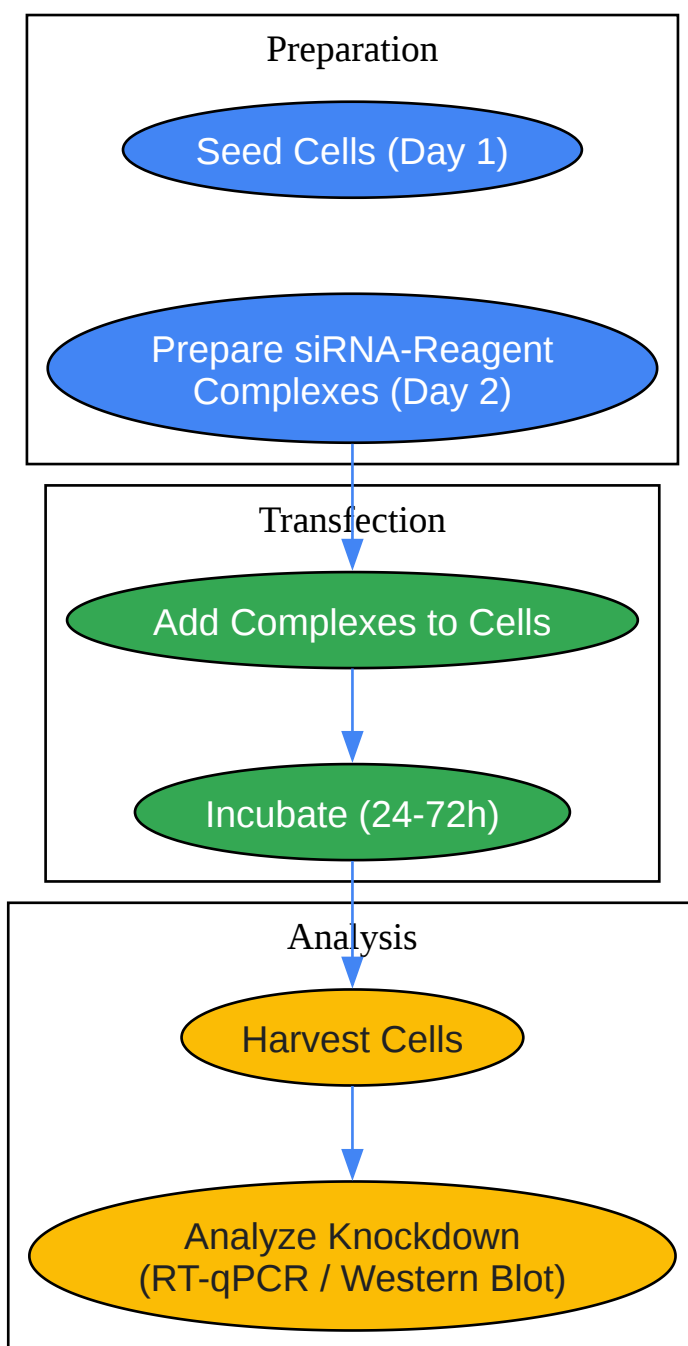 Preparation
Seed Cells (Day 1)
Prepare siRNA-Reagent
Complexes (Day 2)
Transfection
Add Complexes to Cells
Incubate (24-72h)
Analysis
Harvest Cells
Analyze Knockdown
(RT-qPCR / Western Blot)